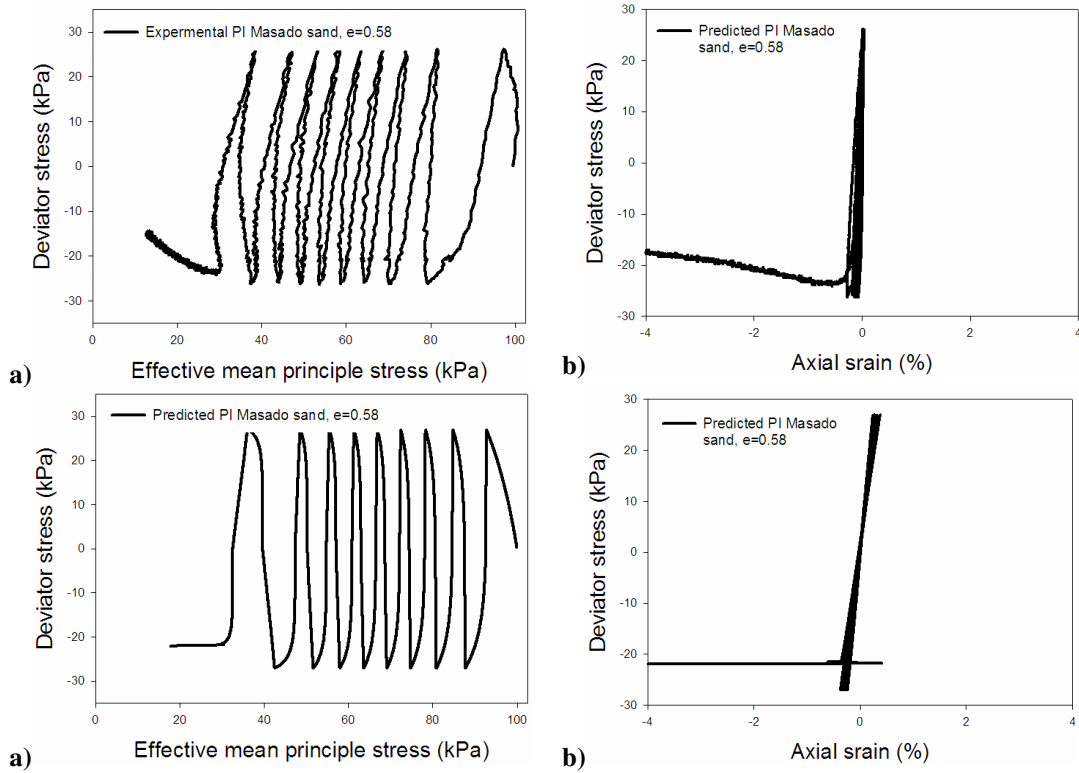 Expermental PI Masado sand, e=0.58
Deviator stress (kPa)
30
20
10
0
-10
-20
-30
0
20
40
60
80
100
Effective mean principle stress (kPa)
a)
Predicted PI Masado
sand, e=0.58
Deviator stress (kPa)
30
20
10
0
-10
-20
-30
-4
-2
0
2
4
Axial srain (%)
b)
Predicted PI Masado sand, e=0.58
Deviator stress (kPa)
30
20
10
0
-10
-20
-30
0
20
40
60
80
100
Effective mean principle stress (kPa)
a)
Predicted PI Masado
sand, e=0.58
Deviator stress (kPa)
30
20
10
0
-10
-20
-30
-4
-2
0
2
4
Axial srain (%)
b)